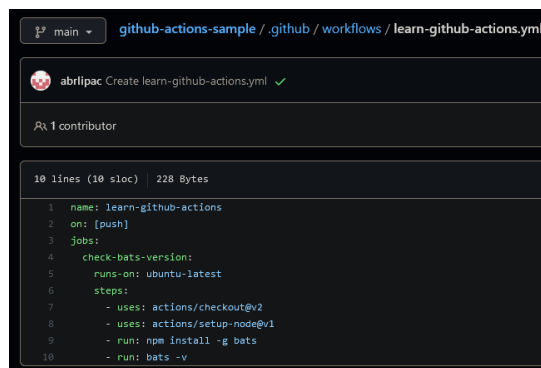 main
github-actions-sample / .github / workflows / learn-github-actions.yml
abrlipac Create learn-github-actions.yml
1 contributor
10 lines (10 sloc) 228 Bytes
1 name: learn-github-actions
2 on: [push]
3 jobs:
4 check-bats-version:
5 runs-on: ubuntu-latest
6 steps:
7 - uses: actions/checkout@v2
8 - uses: actions/setup-node@v1
9 - run: npm install -g bats
10 - run: bats -v